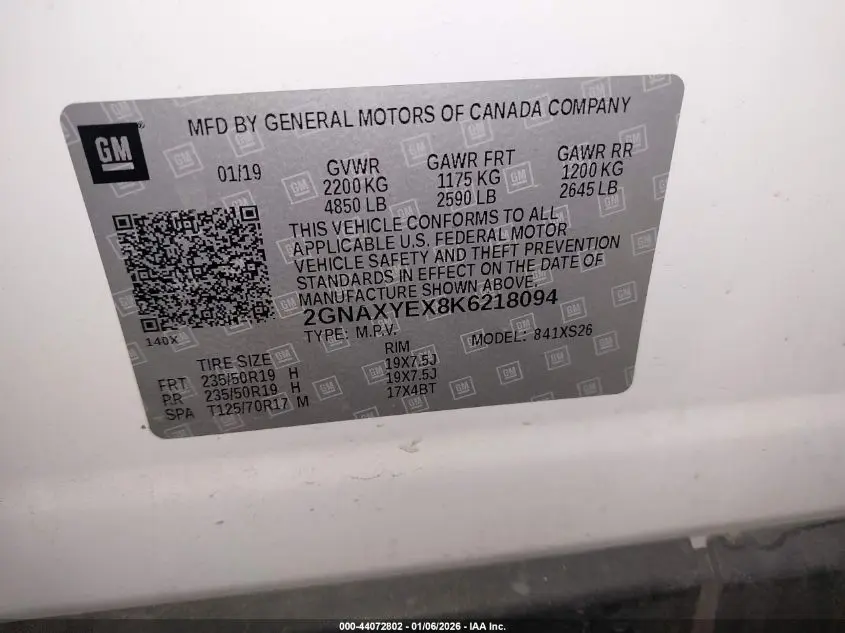 MFD BY GENERAL MOTORS OF CANADA COMPANY
GM
01/19
GVWR
2200 KG
4850 LB
GAWR FRT
1175 KG
2590 LB
GAWR RR
1200 KG
2645 LB
THIS VEHICLE CONFORMS TO ALL
APPLICABLE U.S. FEDERAL MOTOR
VEHICLE SAFETY AND THEFT PREVENTION
STANDARDS IN EFFECT ON THE DATE OF
MANUFACTURE SHOWN ABOVE.
2GNAXYEX8K6218094
140X
TYPE: M.P.V. MODEL: 841XS26
TIRE SIZE RIM
FRT 235/50R19 H 19X7.5J
RR 235/50R19 H 19X7.5J
SPA T125/70R17 M 17X4BT
000-44072802 - 01/06/2026 - IAA Inc.